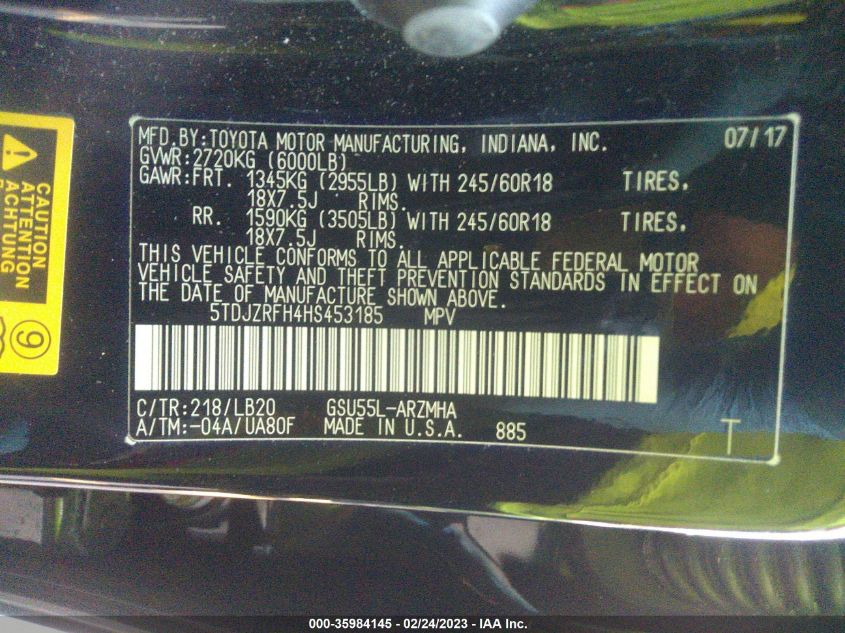 MFD.BY:TOYOTA MOTOR MANUFACTURING, INDIANA, INC. 07/17
GVWR:2720KG (6000LB)
GAWR:FRT. 1345KG (2955LB) WITH 245/60R18 TIRES.
18X7.5J RIMS.
RR. 1590KG (3505LB) WITH 245/60R18 TIRES.
18X7.5J RIMS.
THIS VEHICLE CONFORMS TO ALL APPLICABLE FEDERAL MOTOR
VEHICLE SAFETY AND THEFT PREVENTION STANDARDS IN EFFECT ON
THE DATE OF MANUFACTURE SHOWN ABOVE.
5TDJZRFH4HS453185 MPV
C/TR:218/LB20 GSU55L-ARZMHA
A/TM:-04A/UA80F MADE IN U.S.A. 885 T
CAUTION
ATTENTION
ACHTUNG
9
000-35984145 - 02/24/2023 - IAA Inc.